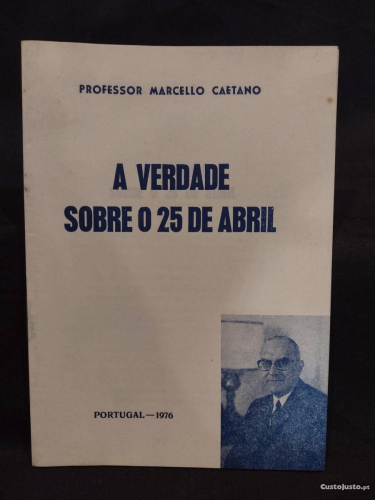 PROFESSOR MARCELLO CAETANO
A VERDADE
SOBRE O 25 DE ABRIL
PORTUGAL—1976
CustoJusto.pt